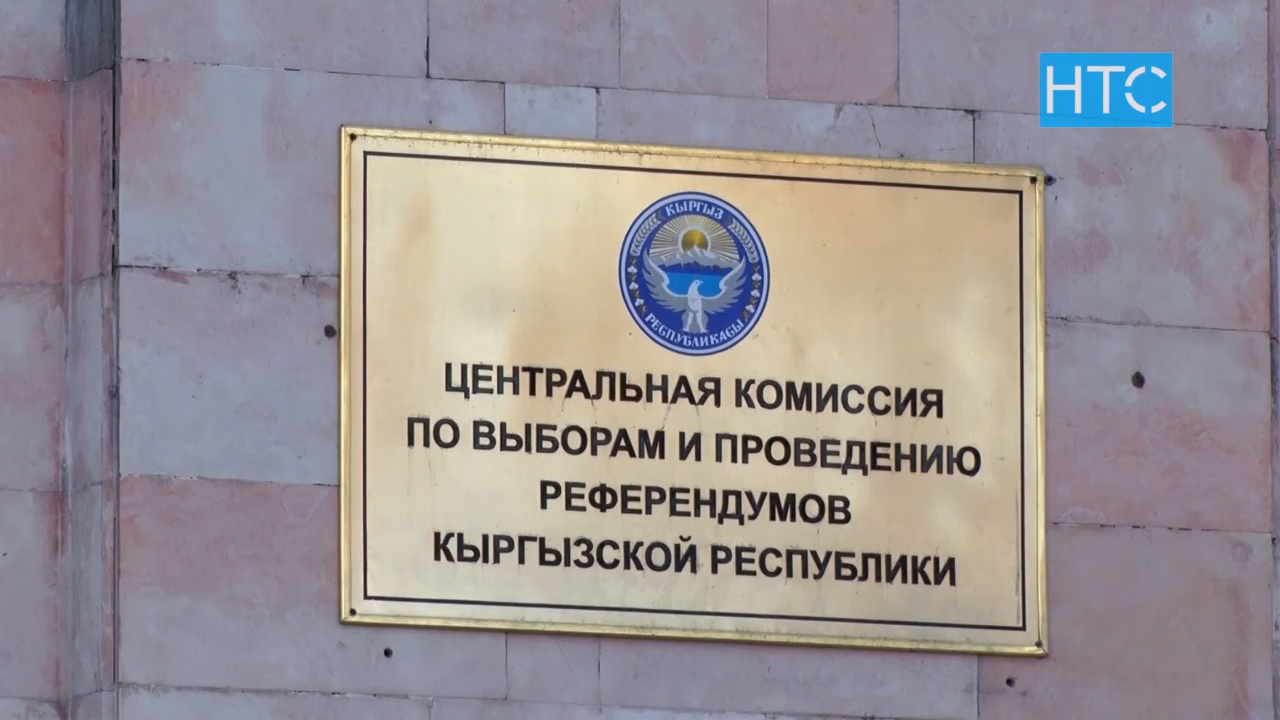 НТС
КЫРГЫЗ
РЕСПУБЛИКАСЫ
ЦЕНТРАЛЬНАЯ КОМИССИЯ
ПО ВЫБОРАМ И ПРОВЕДЕНИЮ
РЕФЕРЕНДУМОВ
КЫРГЫЗСКОЙ РЕСПУБЛИКИ